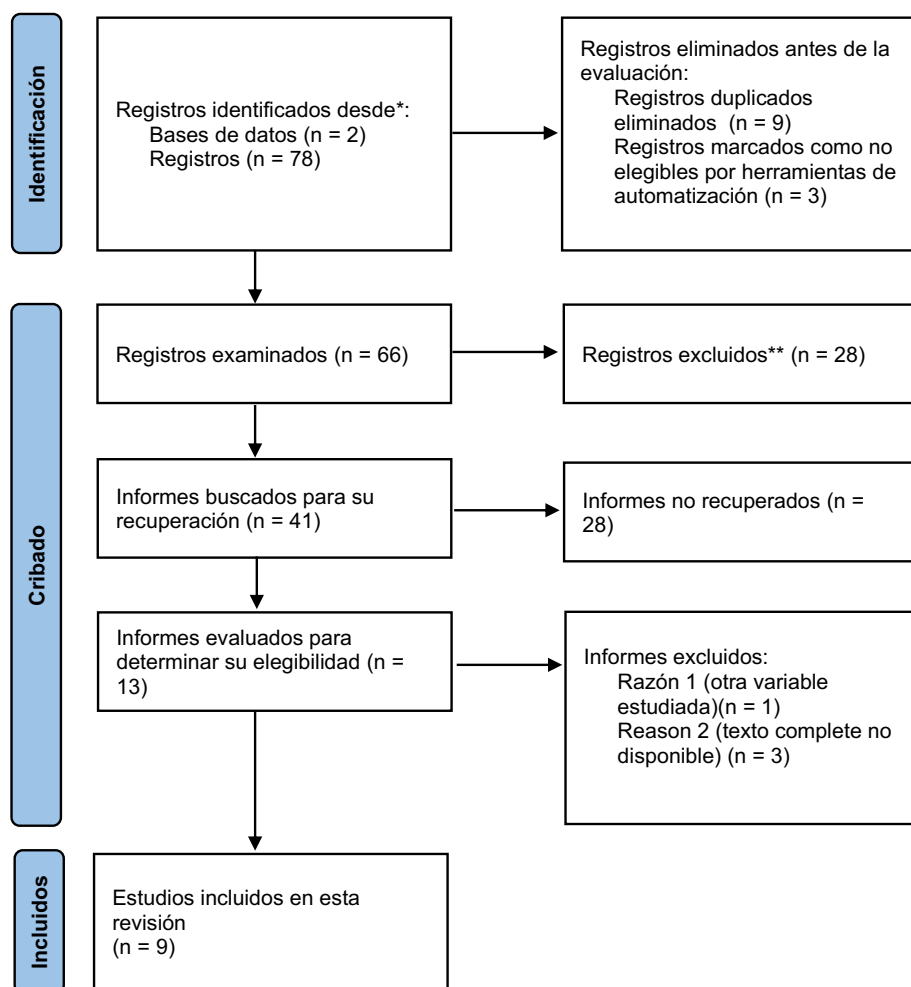 Identificación
Registros identificados desde*:
Bases de datos (n = 2)
Registros (n = 78)
Registros eliminados antes de la
evaluación:
Registros duplicados
eliminados  (n = 9)
Registros marcados como no
elegibles por herramientas de
automatización (n = 3)
Cribado
Registros examinados (n = 66)
Registros excluidos** (n = 28)
Informes buscados para su
recuperación (n = 41)
Informes no recuperados (n =
28)
Informes evaluados para
determinar su elegibilidad (n =
13)
Informes excluidos:
Razón 1 (otra variable
estudiada)(n = 1)
Reason 2 (texto complete no
disponible) (n = 3)
Incluidos
Estudios incluidos en esta
revisión
(n = 9)